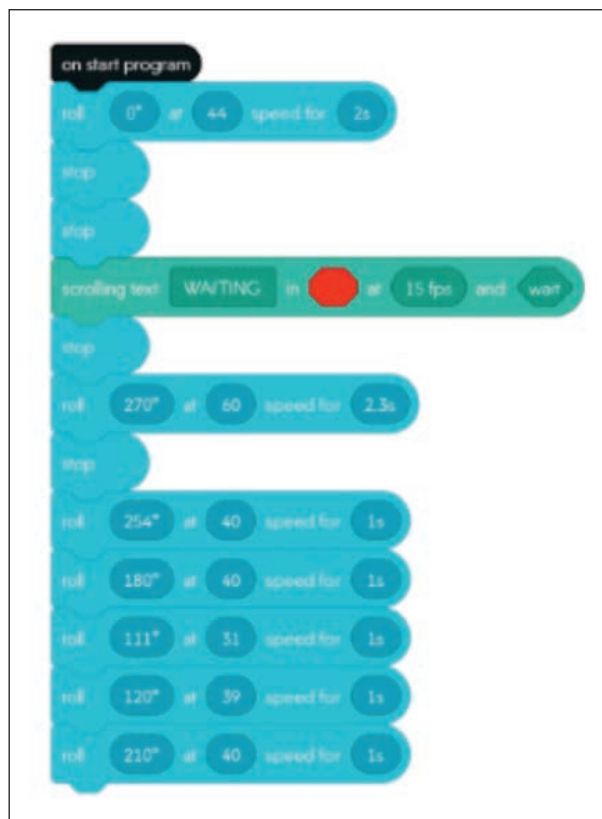 on start program
roll 0° at 44 speed for 2s
stop
stop
scrolling text WAITING in at 15 fps and wait
stop
roll 270° at 60 speed for 2.3s
stop
roll 254° at 40 speed for 1s
roll 180° at 40 speed for 1s
roll 111° at 31 speed for 1s
roll 120° at 39 speed for 1s
roll 210° at 40 speed for 1s